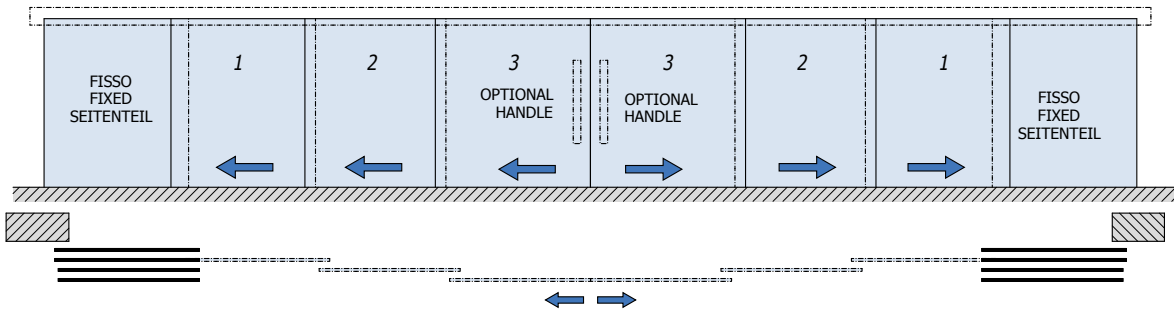 FISSO
FIXED
SEITENTEIL
1
2
3
OPTIONAL
HANDLE
3
OPTIONAL
HANDLE
2
1
FISSO
FIXED
SEITENTEIL